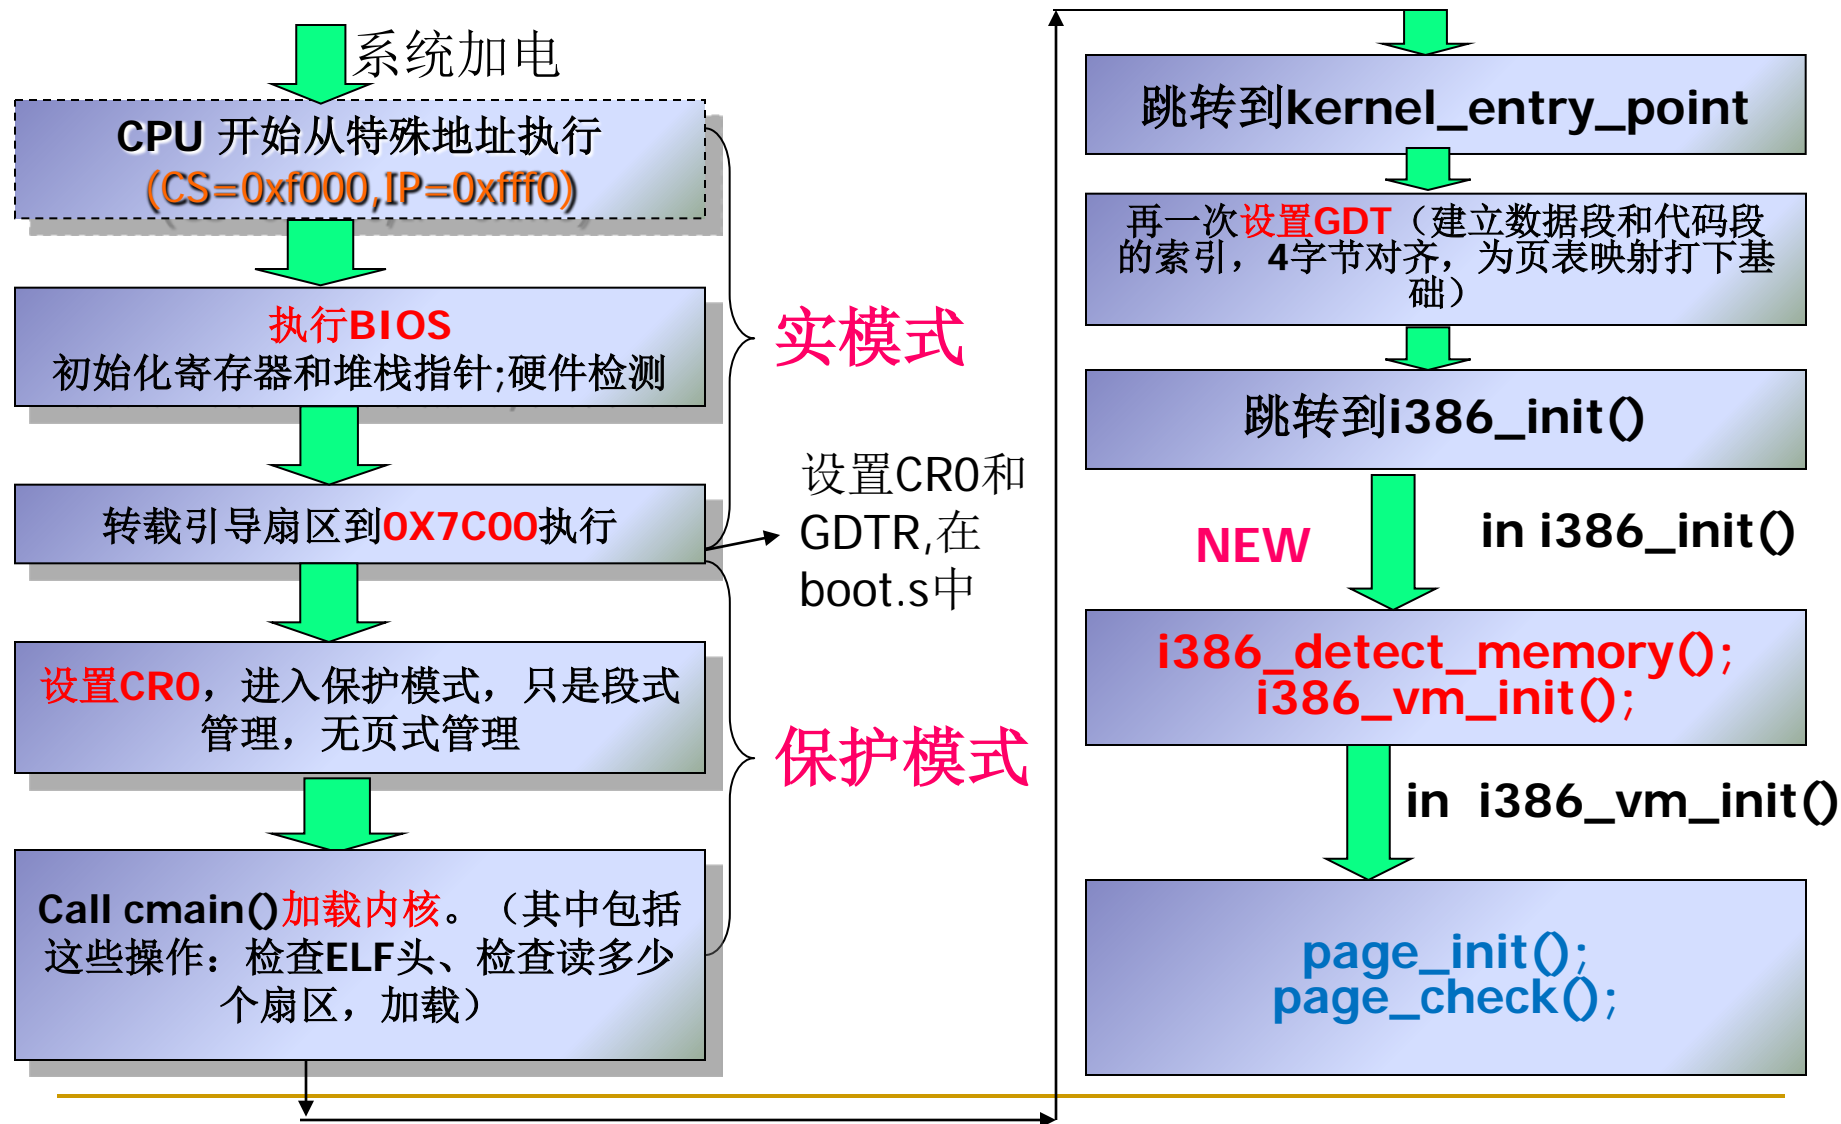 系统加电
CPU 开始从特殊地址执行
(CS=0xf000,IP=0xfff0)
执行BIOS
初始化寄存器和堆栈指针;硬件检测
转载引导扇区到0X7C00执行
设置CR0，进入保护模式，只是段式
管理，无页式管理
Call cmain()加载内核。（其中包括
这些操作：检查ELF头、检查读多少
个扇区，加载）
实模式
设置CR0和
GDTR,在
boot.s中
保护模式
跳转到kernel_entry_point
再一次设置GDT（建立数据段和代码段
的索引，4字节对齐，为页表映射打下基
础）
跳转到i386_init()
NEW
in i386_init()
i386_detect_memory();
i386_vm_init();
in i386_vm_init()
page_init();
page_check();